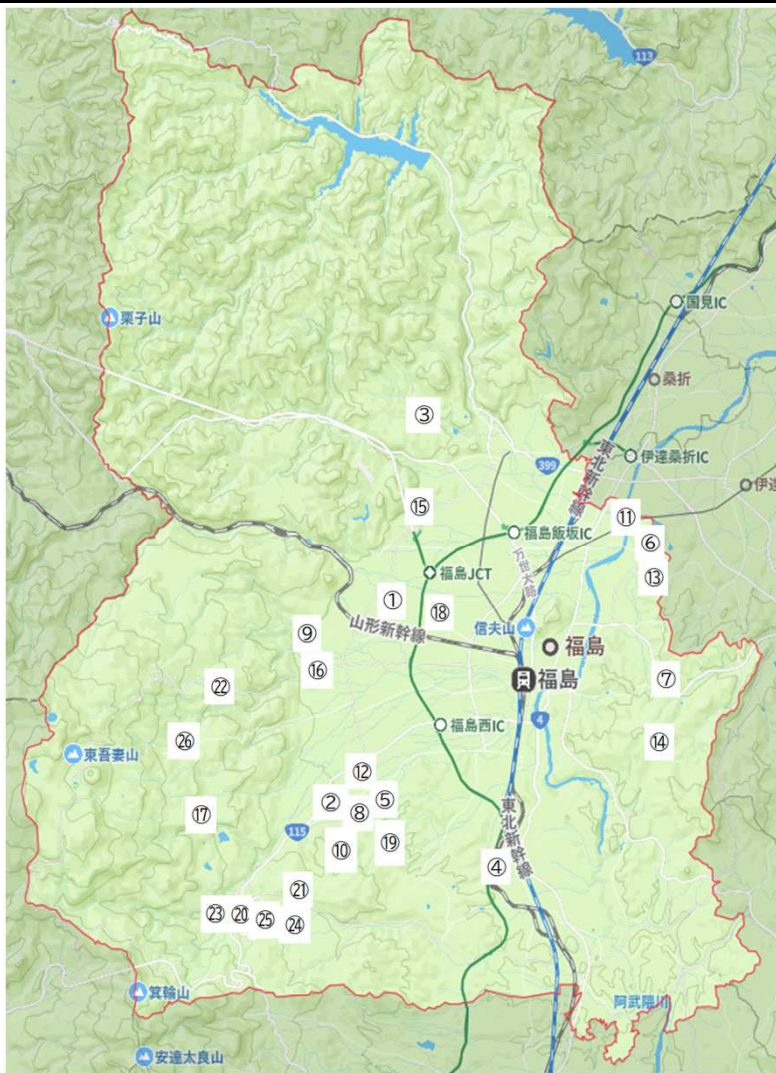 113
栗子山
国見IC
桑折
③
399
東北新幹線
伊達桑折IC
伊達
⑮
福島飯坂IC
⑪
⑥
福島JCT
万世大路
⑬
①
⑱
信夫山
山形新幹線
⑨
福島
⑯
福島
⑦
㉒
福島西IC
4
㉖
東吾妻山
⑭
⑫
②
⑤
⑧
⑰
115
東北新幹線
⑩
⑲
④
㉑
㉓
⑳
㉕
㉔
箕輪山
阿武隈川
安達太良山